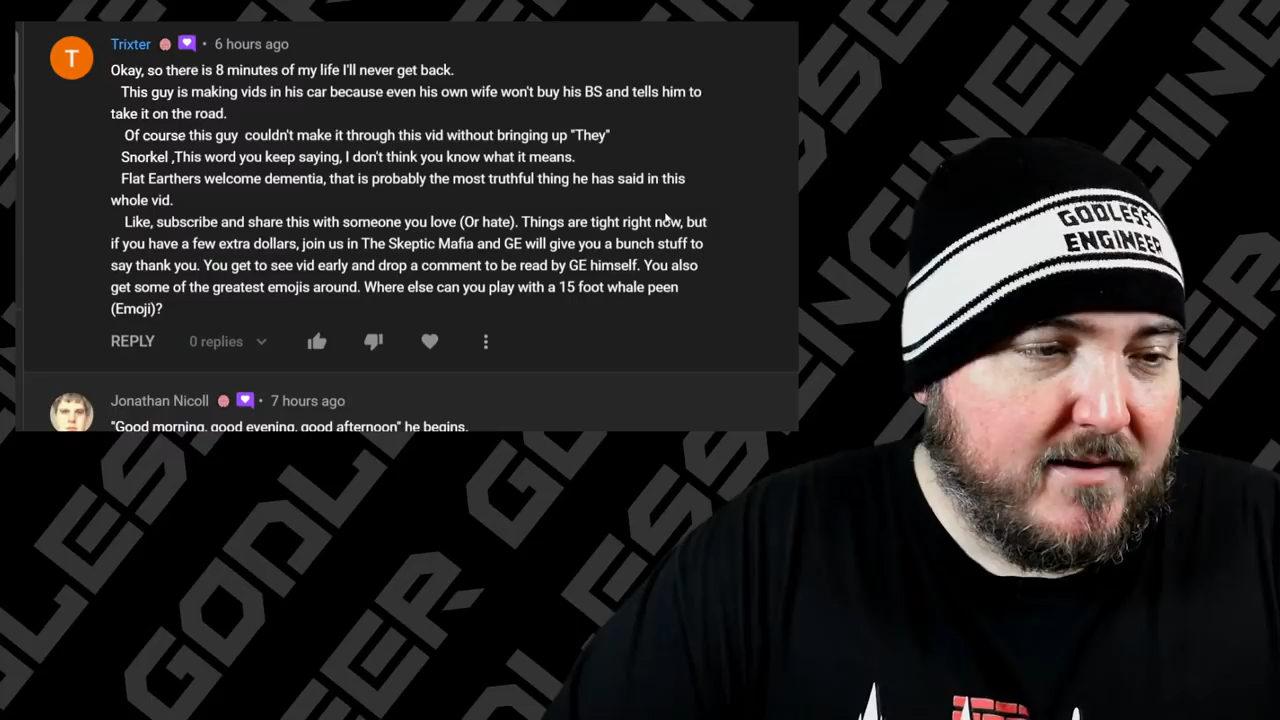 T
Trixter • 6 hours ago
Okay, so there is 8 minutes of my life I'll never get back.
This guy is making vids in his car because even his own wife won't buy his BS and tells him to
take it on the road.
Of course this guy couldn't make it through this vid without bringing up "They"
Snorkel ,This word you keep saying, I don't think you know what it means.
Flat Earthers welcome dementia, that is probably the most truthful thing he has said in this
whole vid.
Like, subscribe and share this with someone you love (Or hate). Things are tight right now, but
if you have a few extra dollars, join us in The Skeptic Mafia and GE will give you a bunch stuff to
say thank you. You get to see vid early and drop a comment to be read by GE himself. You also
get some of the greatest emojis around. Where else can you play with a 15 foot whale peen
(Emoji)?
REPLY 0 replies
Jonathan Nicoll • 7 hours ago
"Good morning, good evening, good afternoon" he begins.
GODLESS
ENGINEER